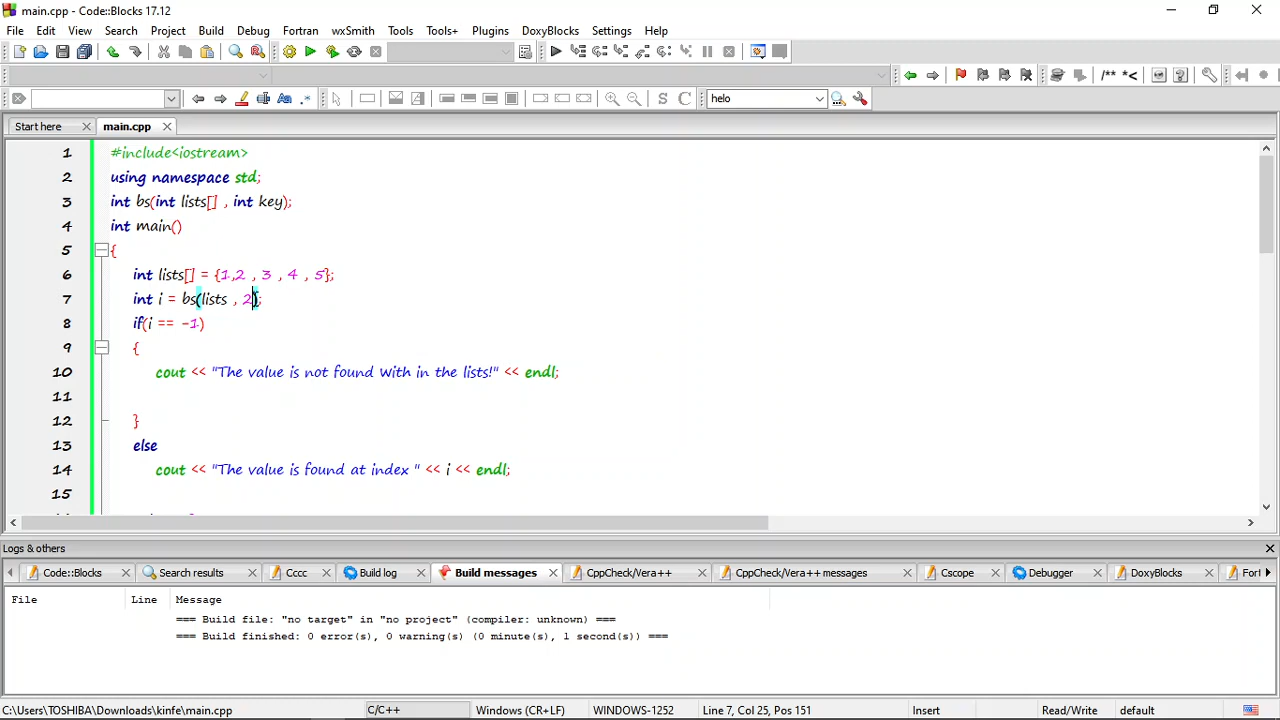 main.cpp - Code::Blocks 17.12
File Edit View Search Project Build Debug Fortran wxSmith Tools Tools+ Plugins DoxyBlocks Settings Help
/** *<
S C helo
Start here main.cpp
1 #include<iostream>
2 using namespace std;
3 int bs(int lists[] , int key);
4 int main()
5 {
6 int lists[] = {1,2 , 3 , 4 , 5};
7 int i = bs(lists , 2);
8 if(i == -1)
9 {
10 cout << "The value is not found With in the lists!" << endl;
11
12 }
13 else
14 cout << "The value is found at index " << i << endl;
15
Logs & others
Code::Blocks Search results Cccc Build log Build messages CppCheck/Vera++ CppCheck/Vera++ messages Cscope Debugger DoxyBlocks For
File Line Message
=== Build file: "no target" in "no project" (compiler: unknown) ===
=== Build finished: 0 error(s), 0 warning(s) (0 minute(s), 1 second(s)) ===
C:\Users\TOSHIBA\Downloads\kinfe\main.cpp C/C++ Windows (CR+LF) WINDOWS-1252 Line 7, Col 25, Pos 151 Insert Read/Write default